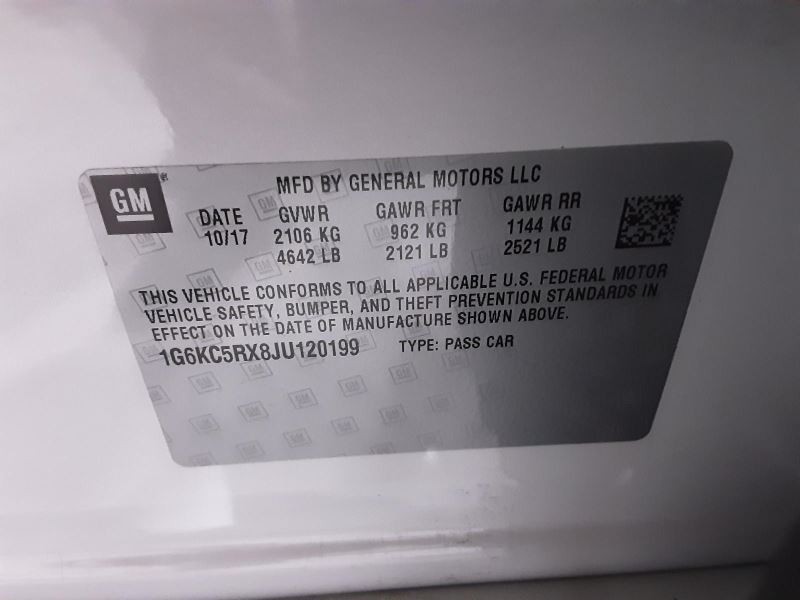 GM
MFD BY GENERAL MOTORS LLC
DATE GVWR GAWR FRT GAWR RR
10/17 2106 KG 962 KG 1144 KG
4642 LB 2121 LB 2521 LB
THIS VEHICLE CONFORMS TO ALL APPLICABLE U.S. FEDERAL MOTOR
VEHICLE SAFETY, BUMPER, AND THEFT PREVENTION STANDARDS IN
EFFECT ON THE DATE OF MANUFACTURE SHOWN ABOVE.
1G6KC5RX8JU120199 TYPE: PASS CAR